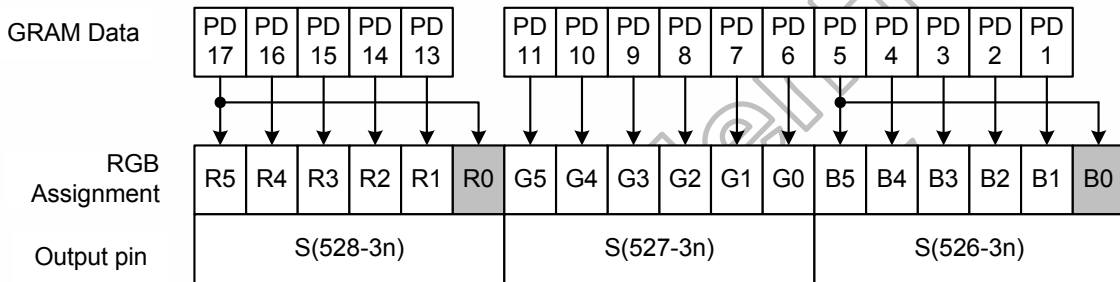 GRAM Data PD 17 PD 16 PD 15 PD 14 PD 13 PD 11 PD 10 PD 9 PD 8 PD 7 PD 6 PD 5 PD 4 PD 3 PD 2 PD 1
RGB Assignment R5 R4 R3 R2 R1 R0 G5 G4 G3 G2 G1 G0 B5 B4 B3 B2 B1 B0
Output pin S(528-3n) S(527-3n) S(526-3n)